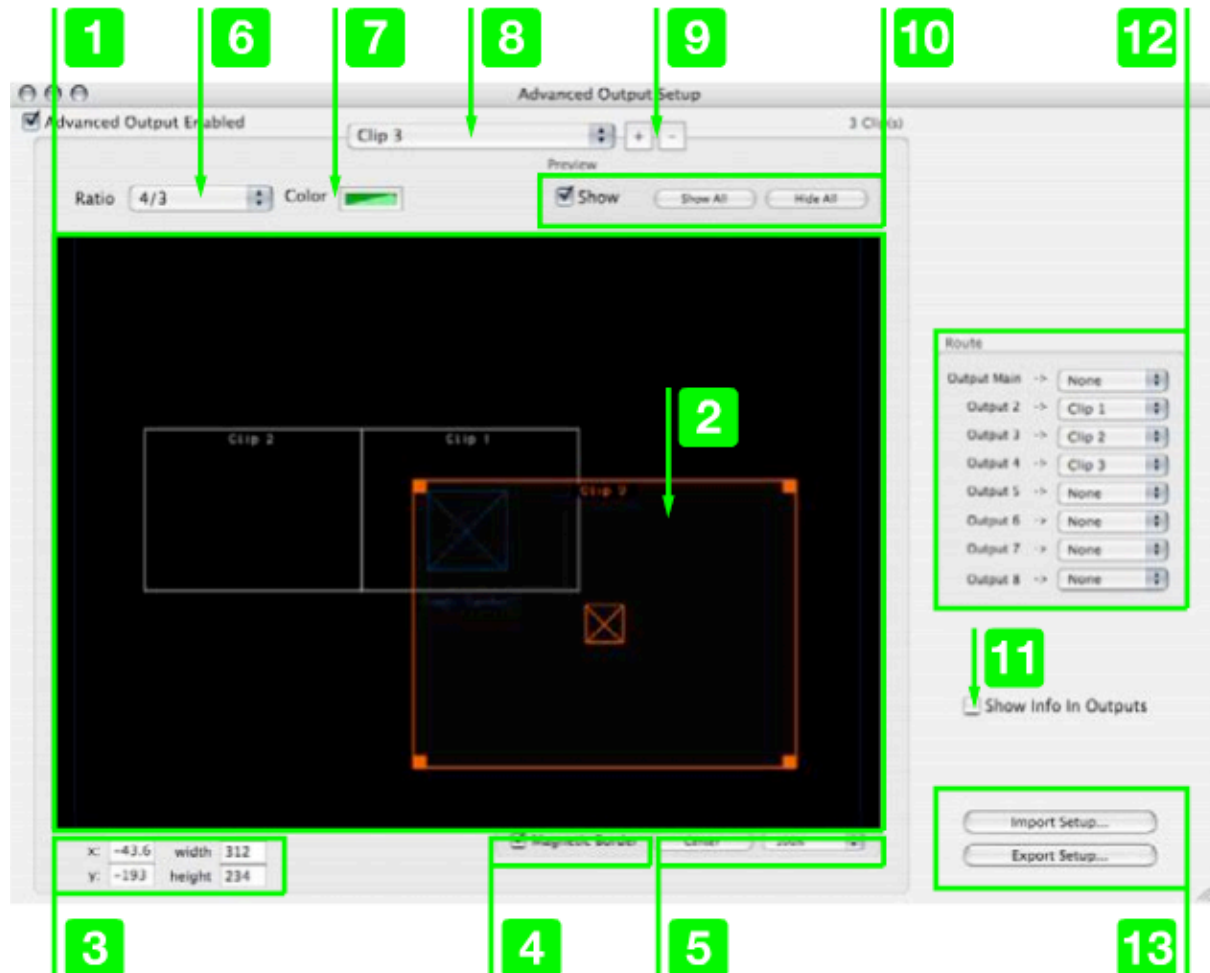 1 6 7 8 9 10 12
Advanced Output Setup
Advanced Output Enabled
Clip 3
+ -
3 Clip(s)
Preview
Ratio 4/3 Color
Show Show All Hide All
Route
Output Main -> None
Output 2 -> Clip 1
Output 3 -> Clip 2
Output 4 -> Clip 3
Output 5 -> None
Output 6 -> None
Output 7 -> None
Output 8 -> None
2
Clip 2
Clip 1
Clip 3
11
Show Info In Outputs
Magnetic Border
Center
x: -43.6 width 312
y: -193 height 234
Import Setup...
Export Setup...
3 4 5 13